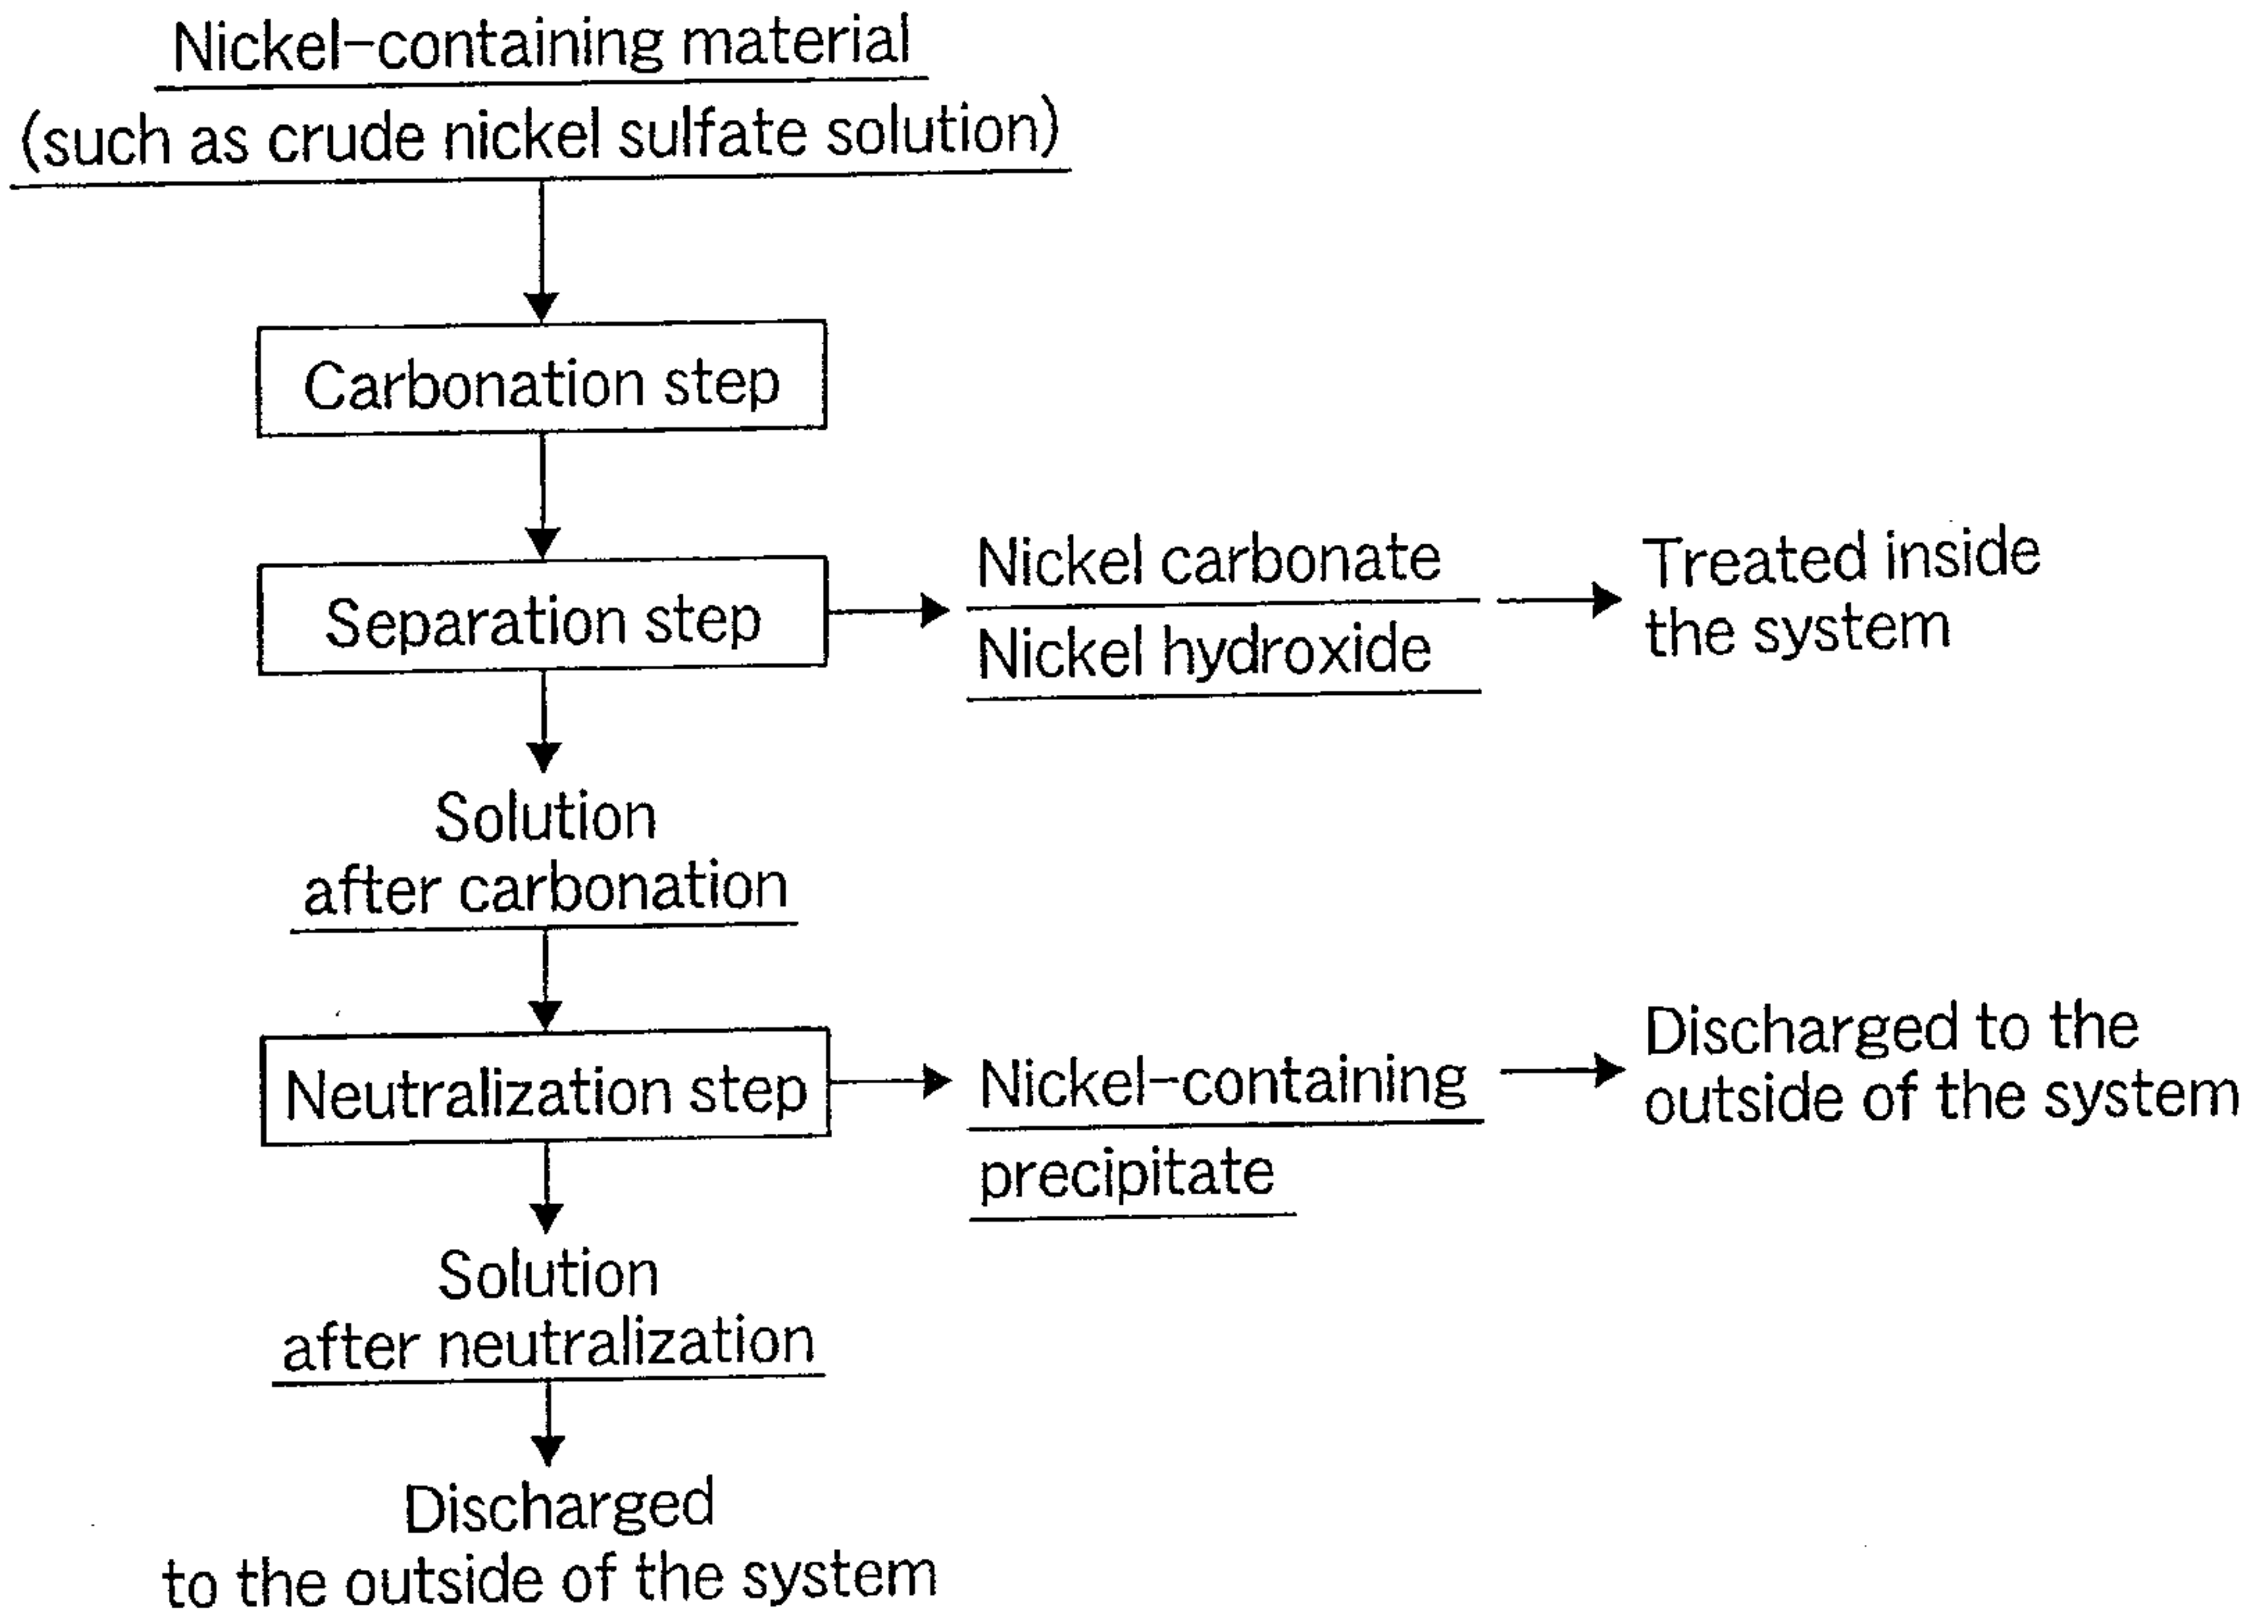 Nickel-containing material
(such as crude nickel sulfate solution)
Carbonation step
Separation step
Nickel carbonate
Nickel hydroxide
Treated inside
the system
Solution
after carbonation
Neutralization step
Nickel-containing
precipitate
Discharged to the
outside of the system
Solution
after neutralization
Discharged
to the outside of the system